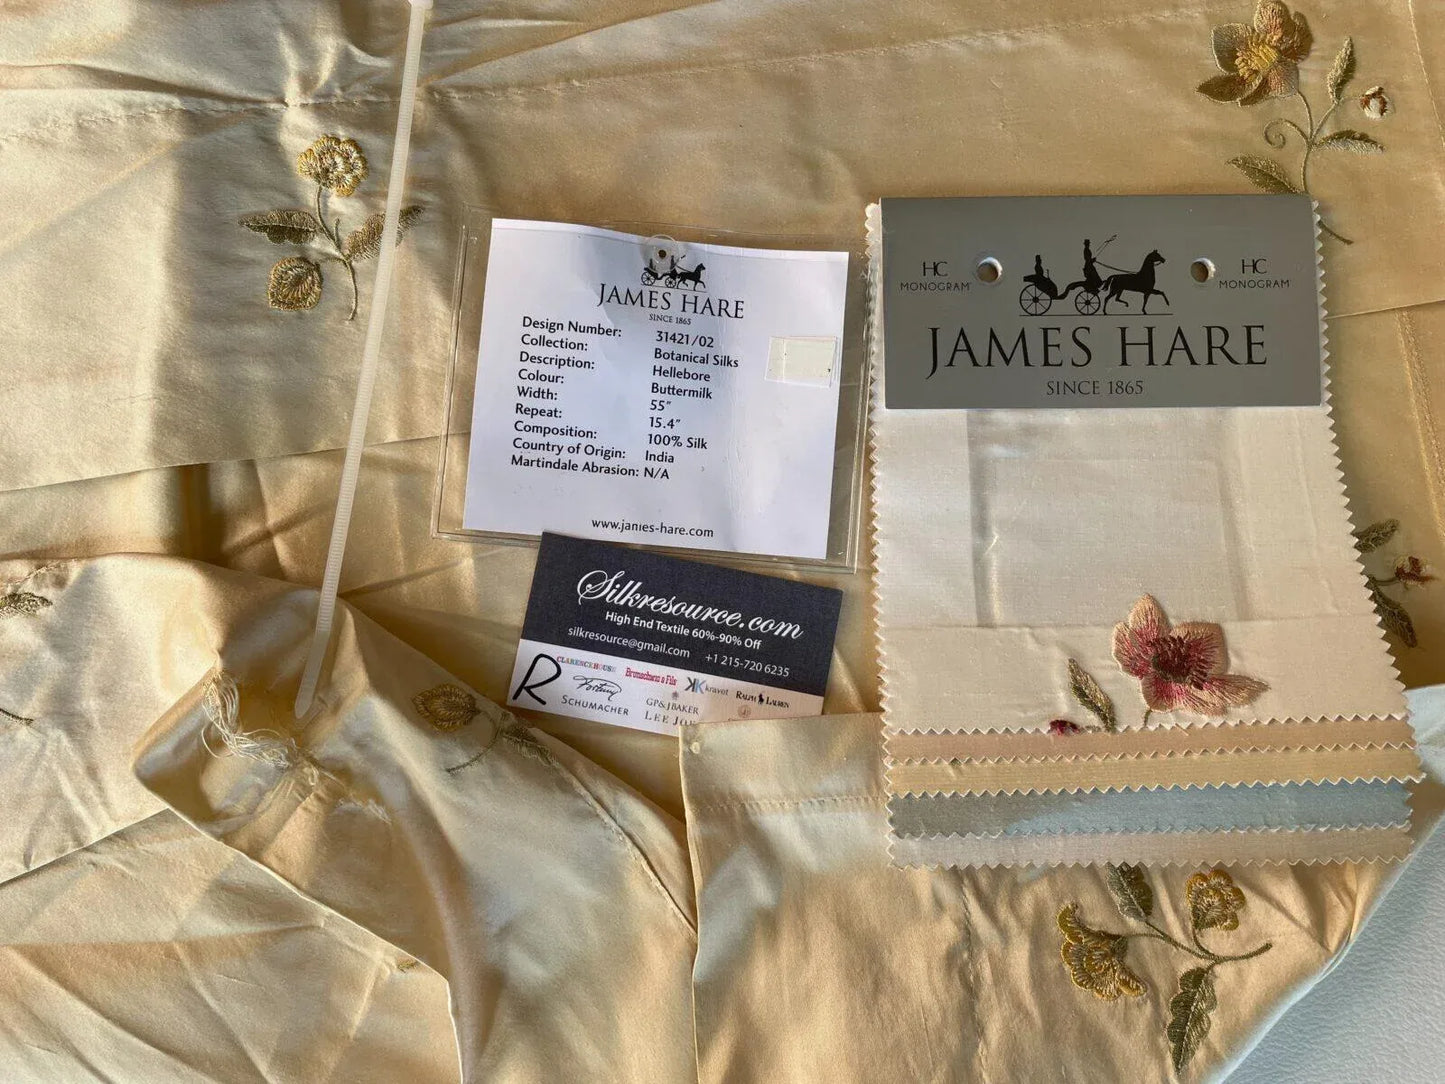 JAMES HARE
SINCE 1865
Design Number: 31421/02
Collection: Botanical Silks
Description: Hellebore
Colour: Buttermilk
Width: 55"
Repeat: 15.4"
Composition: 100% Silk
Country of Origin: India
Martindale Abrasion: N/A
www.james-hare.com
HC
MONOGRAM
HC
MONOGRAM
JAMES HARE
SINCE 1865
Silkresource.com
High End Textile 60%-90% Off
silkresource@gmail.com +1 215-720 6235
R
CLARENCE HOUSE
Brunschwig & Fils
kravet
RALPH LAUREN
Fortuny
SCHUMACHER
GP&JBAKER
LEE JO